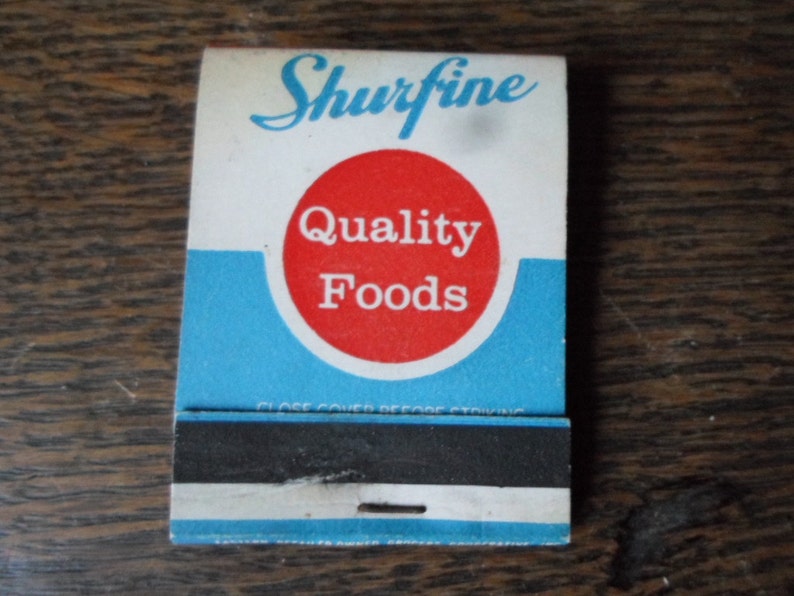 Shurfine
Quality
Foods
CLOSE COVER BEFORE STRIKING